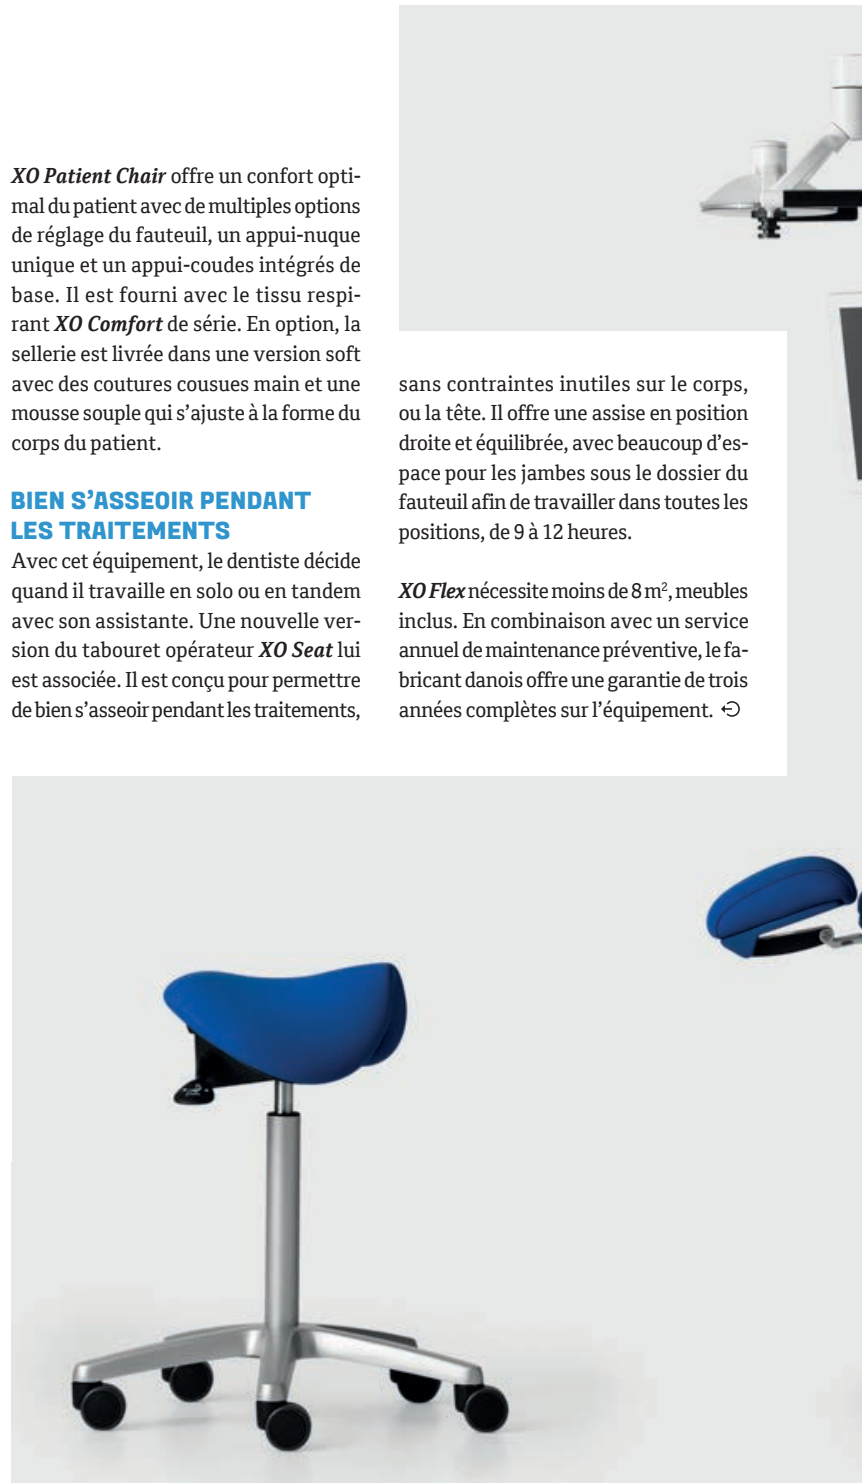 XO Patient Chair offre un confort opti-
mal du patient avec de multiples options
de réglage du fauteuil, un appui-nuque
unique et un appui-coudes intégrés de
base. Il est fourni avec le tissu respi-
rant XO Comfort de série. En option, la
sellerie est livrée dans une version soft
avec des coutures cousues main et une
mousse souple qui s’ajuste à la forme du
corps du patient.
BIEN S’ASSEOIR PENDANT
LES TRAITEMENTS
Avec cet équipement, le dentiste décide
quand il travaille en solo ou en tandem
avec son assistante. Une nouvelle ver-
sion du tabouret opérateur XO Seat lui
est associée. Il est conçu pour permettre
de bien s’asseoir pendant les traitements,
sans contraintes inutiles sur le corps,
ou la tête. Il offre une assise en position
droite et équilibrée, avec beaucoup d’es-
pace pour les jambes sous le dossier du
fauteuil afin de travailler dans toutes les
positions, de 9 à 12 heures.
XO Flex nécessite moins de 8 m², meubles
inclus. En combinaison avec un service
annuel de maintenance préventive, le fa-
bricant danois offre une garantie de trois
années complètes sur l’équipement.